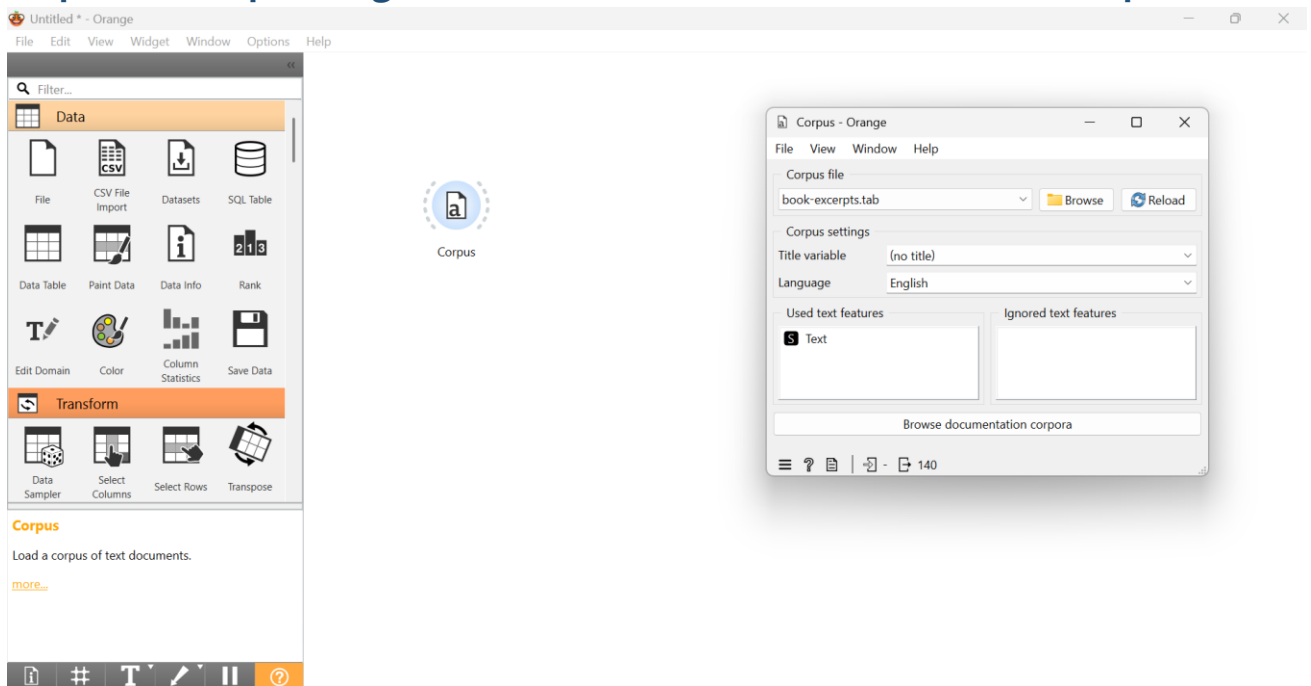 Untitled * - Orange
File Edit View Widget Window Options Help
Filter...
Data
File
CSV File
Import
Datasets
SQL Table
Data Table
Paint Data
Data Info
Rank
Edit Domain
Color
Column
Statistics
Save Data
Transform
Data
Sampler
Select
Columns
Select Rows
Transpose
Corpus
Load a corpus of text documents.
more...
Corpus
Corpus - Orange
File View Window Help
Corpus file
book-excerpts.tab
Browse
Reload
Corpus settings
Title variable (no title)
Language English
Used text features
Ignored text features
S Text
Browse documentation corpora
- 140